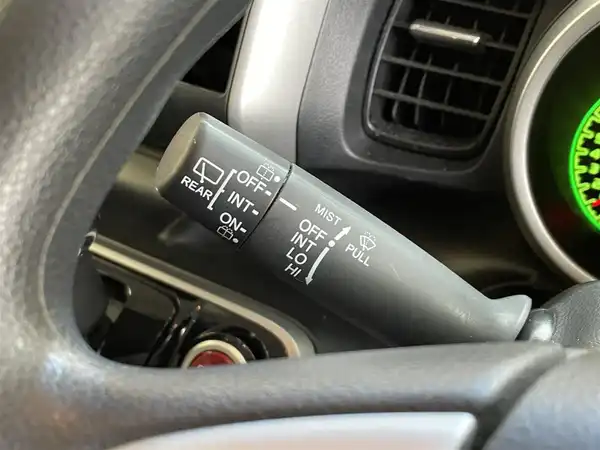 REAR
OFF
INT
ON
MIST
OFF
INT
LO
HI
PULL